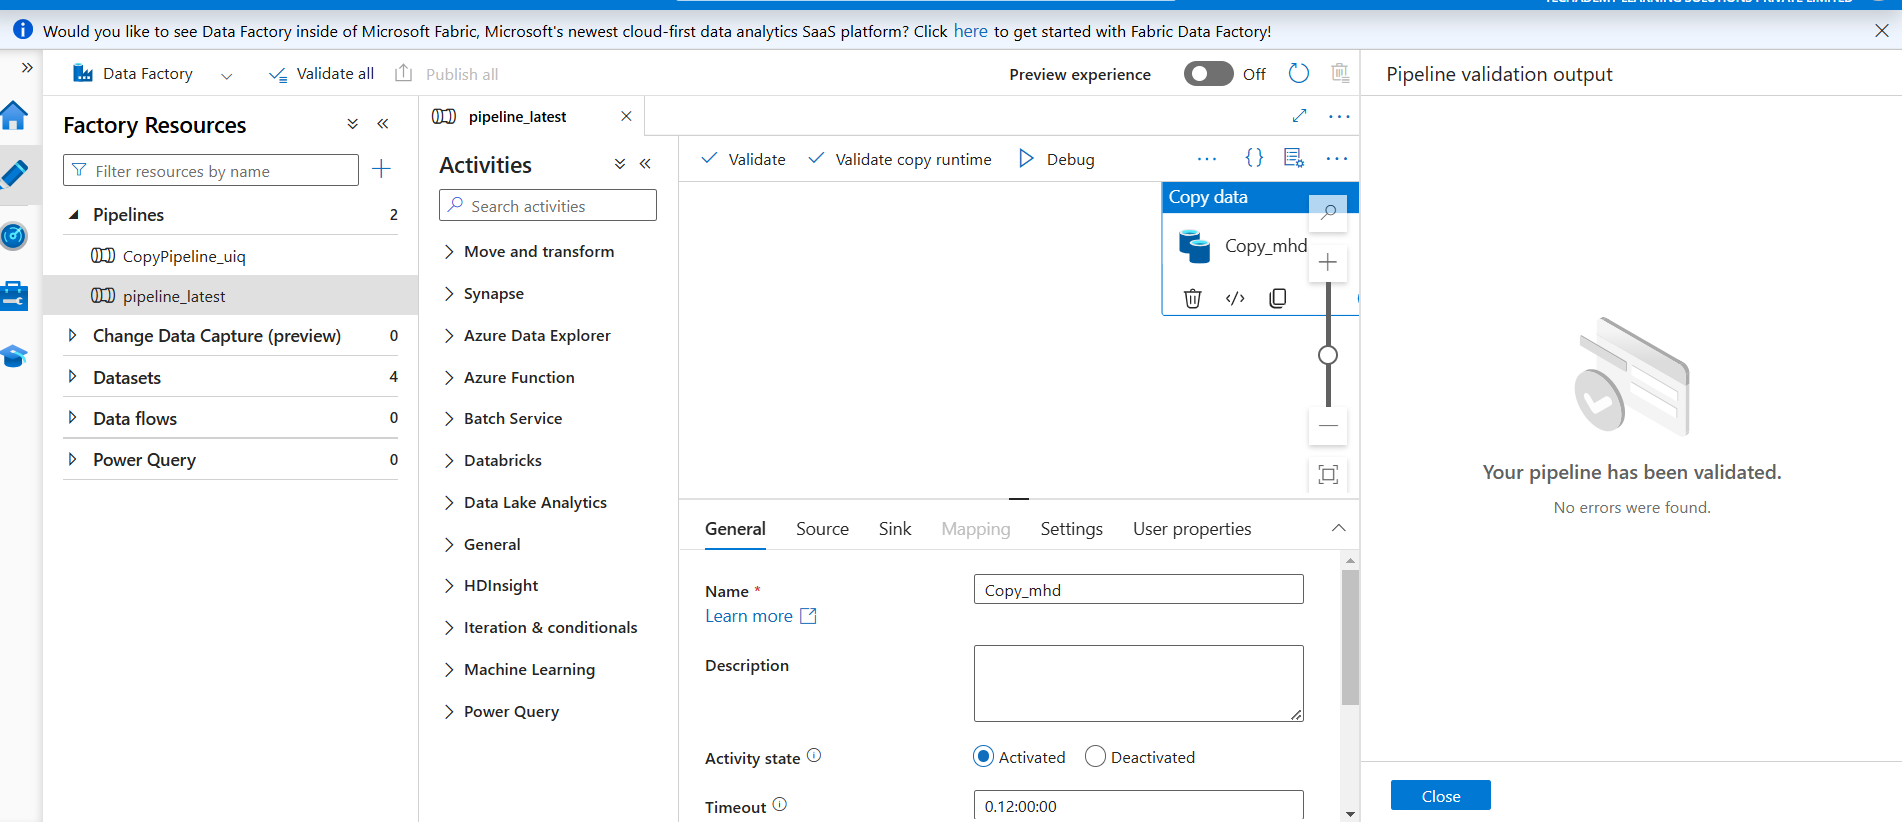 TECHADEMY LEARNING SOLUTIONS PRIVATE LIMITED
Would you like to see Data Factory inside of Microsoft Fabric, Microsoft's newest cloud-first data analytics SaaS platform? Click here to get started with Fabric Data Factory!
Data Factory
Validate all
Publish all
Preview experience
Off
Factory Resources
Filter resources by name
Pipelines 2
CopyPipeline_uiq
pipeline_latest
Change Data Capture (preview) 0
Datasets 4
Data flows 0
Power Query 0
pipeline_latest
Activities
Search activities
Move and transform
Synapse
Azure Data Explorer
Azure Function
Batch Service
Databricks
Data Lake Analytics
General
HDInsight
Iteration & conditionals
Machine Learning
Power Query
Validate
Validate copy runtime
Debug
Copy data
Copy_mhd
General Source Sink Mapping Settings User properties
Name * Copy_mhd
Learn more
Description
Activity state Activated Deactivated
Timeout 0.12:00:00
Pipeline validation output
Your pipeline has been validated.
No errors were found.
Close